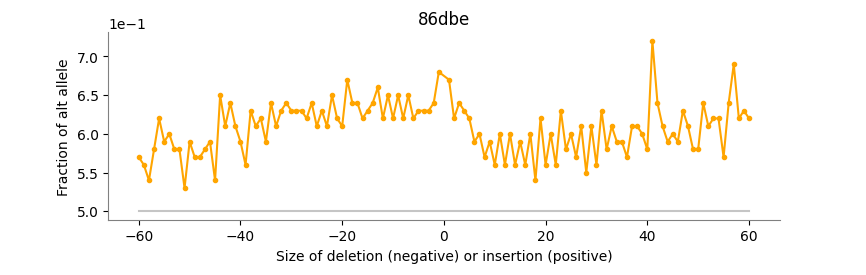 86dbe
1e−1
7.0
6.5
6.0
5.5
5.0
Fraction of alt allele
−60 −40 −20 0 20 40 60
Size of deletion (negative) or insertion (positive)